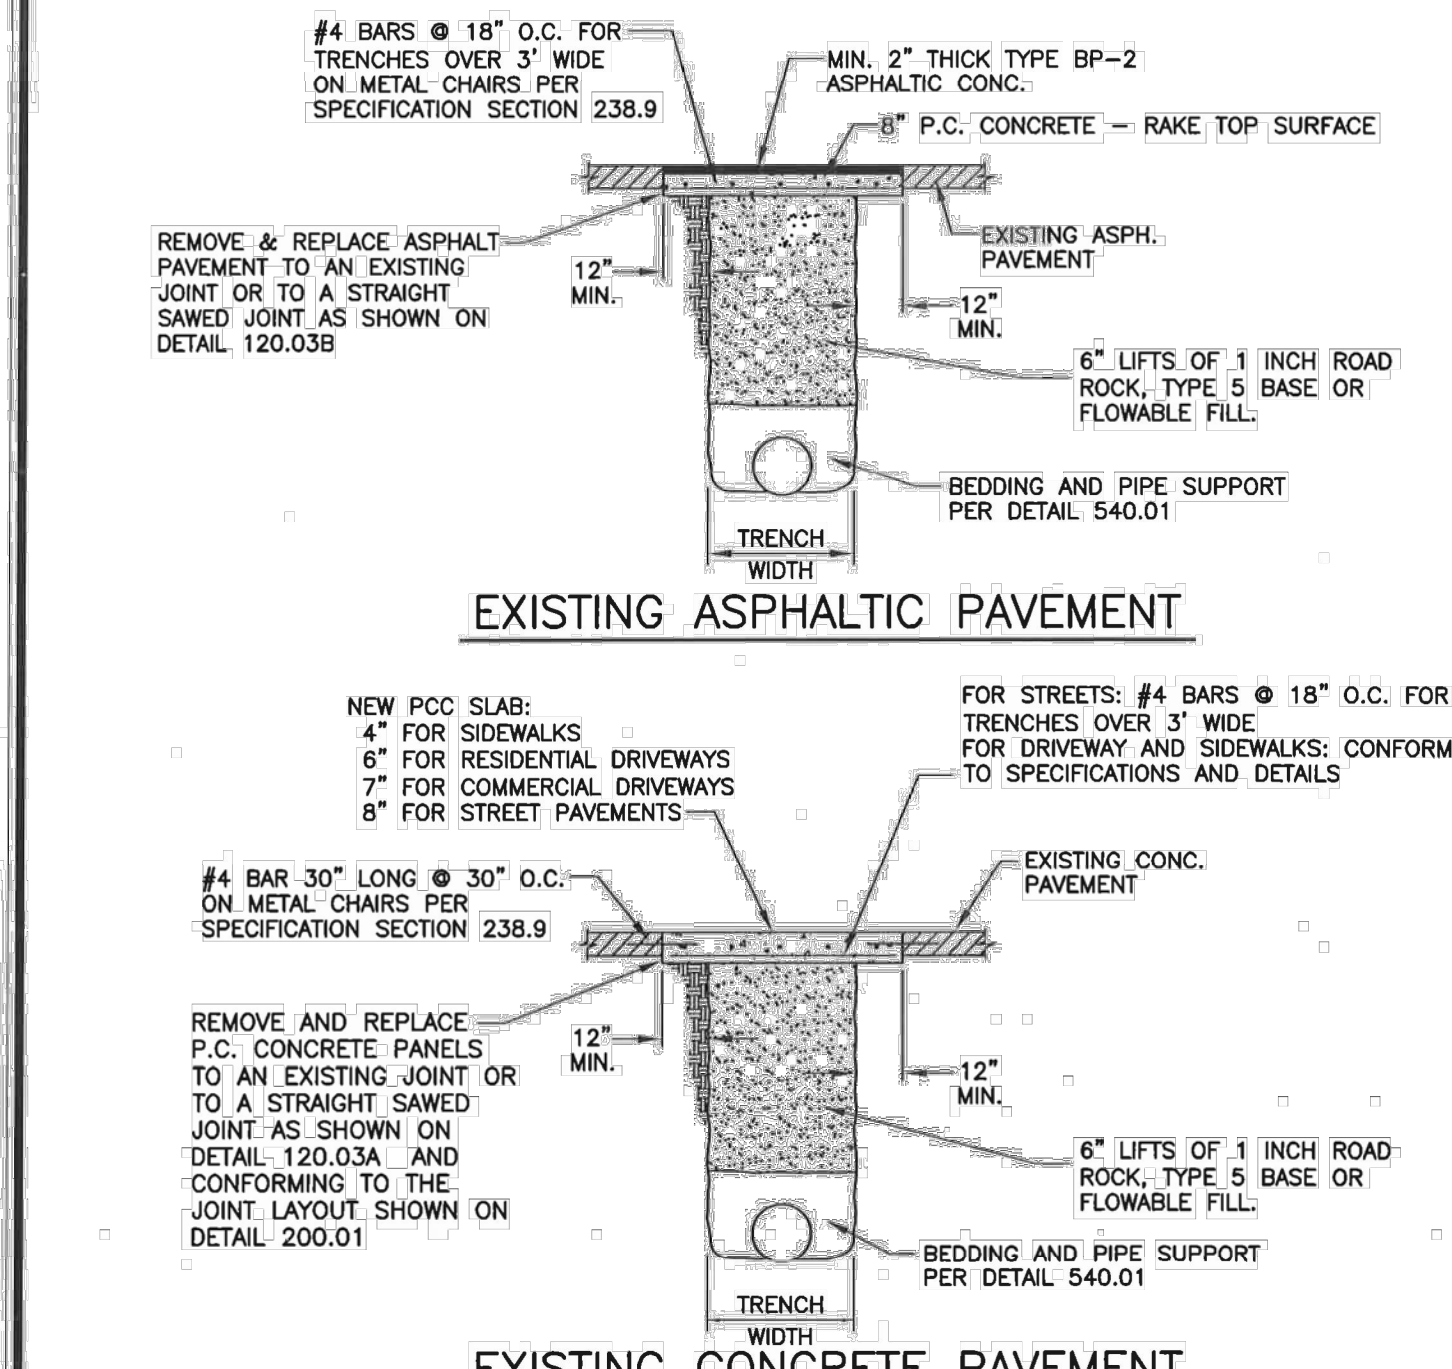 #4 BARS @ 18" O.C. FOR
TRENCHES OVER 3' WIDE
ON METAL CHAIRS PER
SPECIFICATION SECTION 238.9
MIN. 2" THICK TYPE BP-2
ASPHALTIC CONC.
8" P.C. CONCRETE - RAKE TOP SURFACE
REMOVE & REPLACE ASPHALT
PAVEMENT TO AN EXISTING
JOINT OR TO A STRAIGHT
SAWED JOINT AS SHOWN ON
DETAIL 120.03B
12"
MIN.
EXISTING ASPH.
PAVEMENT
12"
MIN.
6" LIFTS OF 1 INCH ROAD
ROCK, TYPE 5 BASE OR
FLOWABLE FILL.
BEDDING AND PIPE SUPPORT
PER DETAIL 540.01
TRENCH
WIDTH
EXISTING ASPHALTIC PAVEMENT
NEW PCC SLAB:
4" FOR SIDEWALKS
6" FOR RESIDENTIAL DRIVEWAYS
7" FOR COMMERCIAL DRIVEWAYS
8" FOR STREET PAVEMENTS
FOR STREETS: #4 BARS @ 18" O.C. FOR
TRENCHES OVER 3' WIDE
FOR DRIVEWAY AND SIDEWALKS: CONFORM
TO SPECIFICATIONS AND DETAILS
#4 BAR 30" LONG @ 30" O.C.
ON METAL CHAIRS PER
SPECIFICATION SECTION 238.9
EXISTING CONC.
PAVEMENT
REMOVE AND REPLACE
P.C. CONCRETE PANELS
TO AN EXISTING JOINT OR
TO A STRAIGHT SAWED
JOINT AS SHOWN ON
DETAIL 120.03A AND
CONFORMING TO THE
JOINT LAYOUT SHOWN ON
DETAIL 200.01
12"
MIN.
12"
MIN.
6" LIFTS OF 1 INCH ROAD
ROCK, TYPE 5 BASE OR
FLOWABLE FILL.
BEDDING AND PIPE SUPPORT
PER DETAIL 540.01
TRENCH
WIDTH
EXISTING CONCRETE PAVEMENT